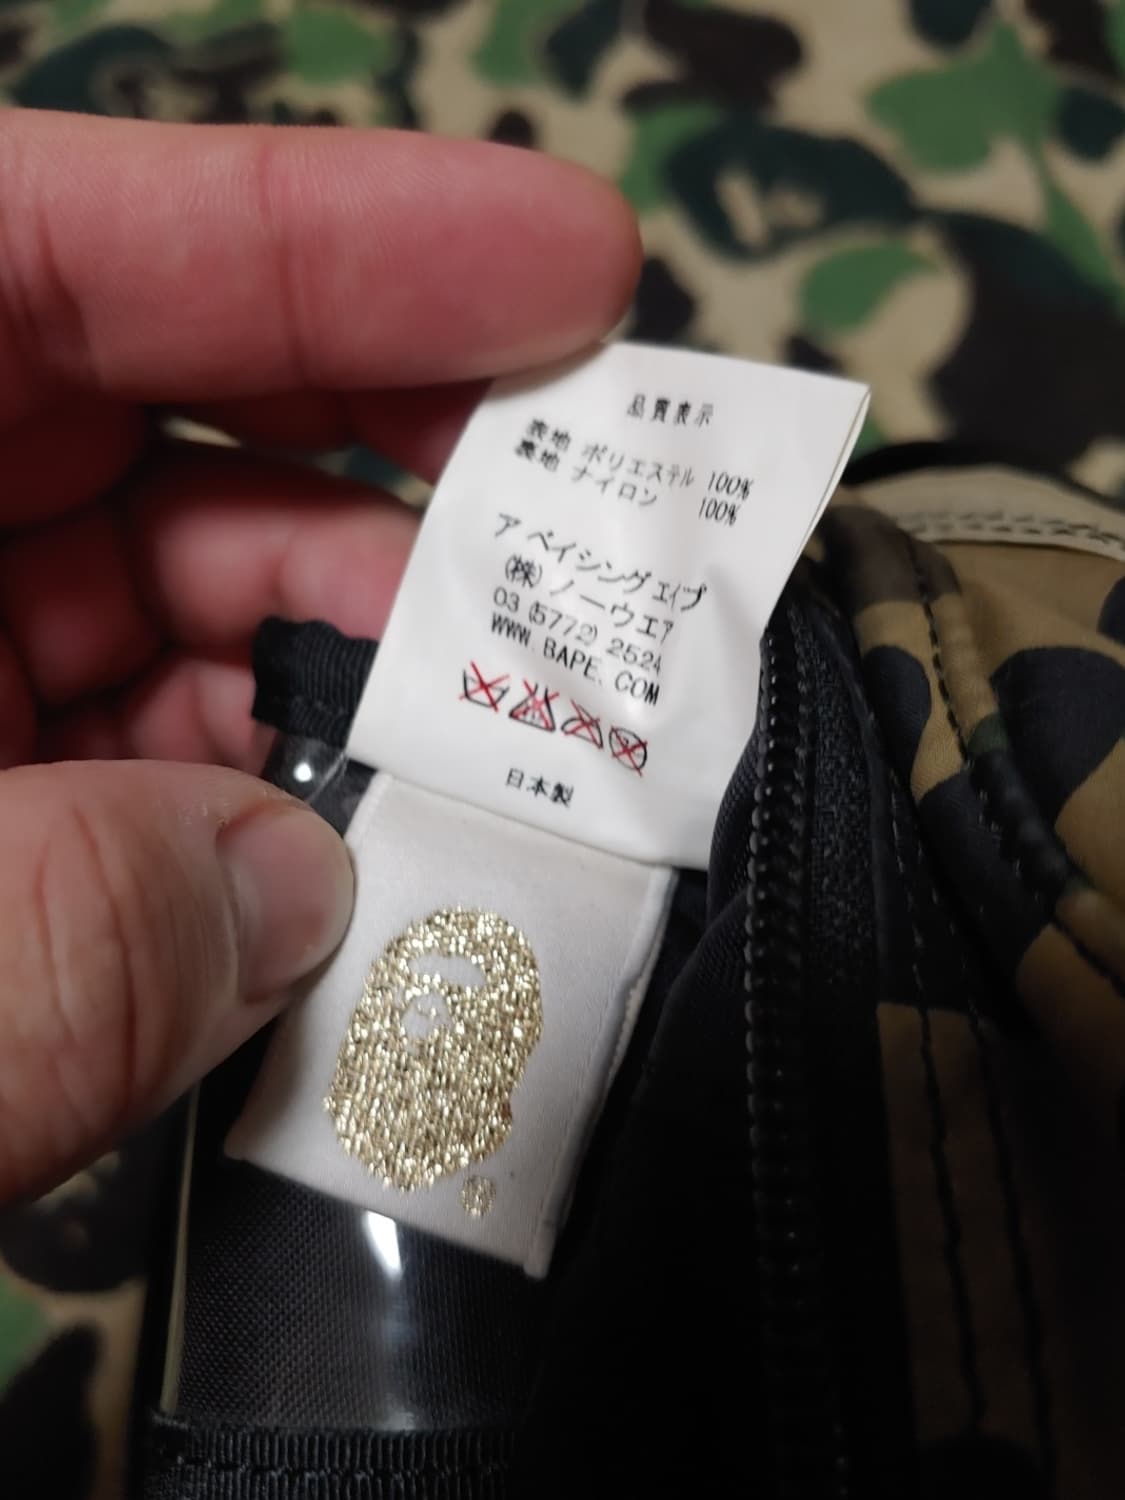 品質表示
表地 ポリエステル 100%
裏地 ナイロン 100%
ア ベイシングエイプ
(株) ノーウエア
03 (5772) 2524
WWW. BAPE. COM
日本製
®